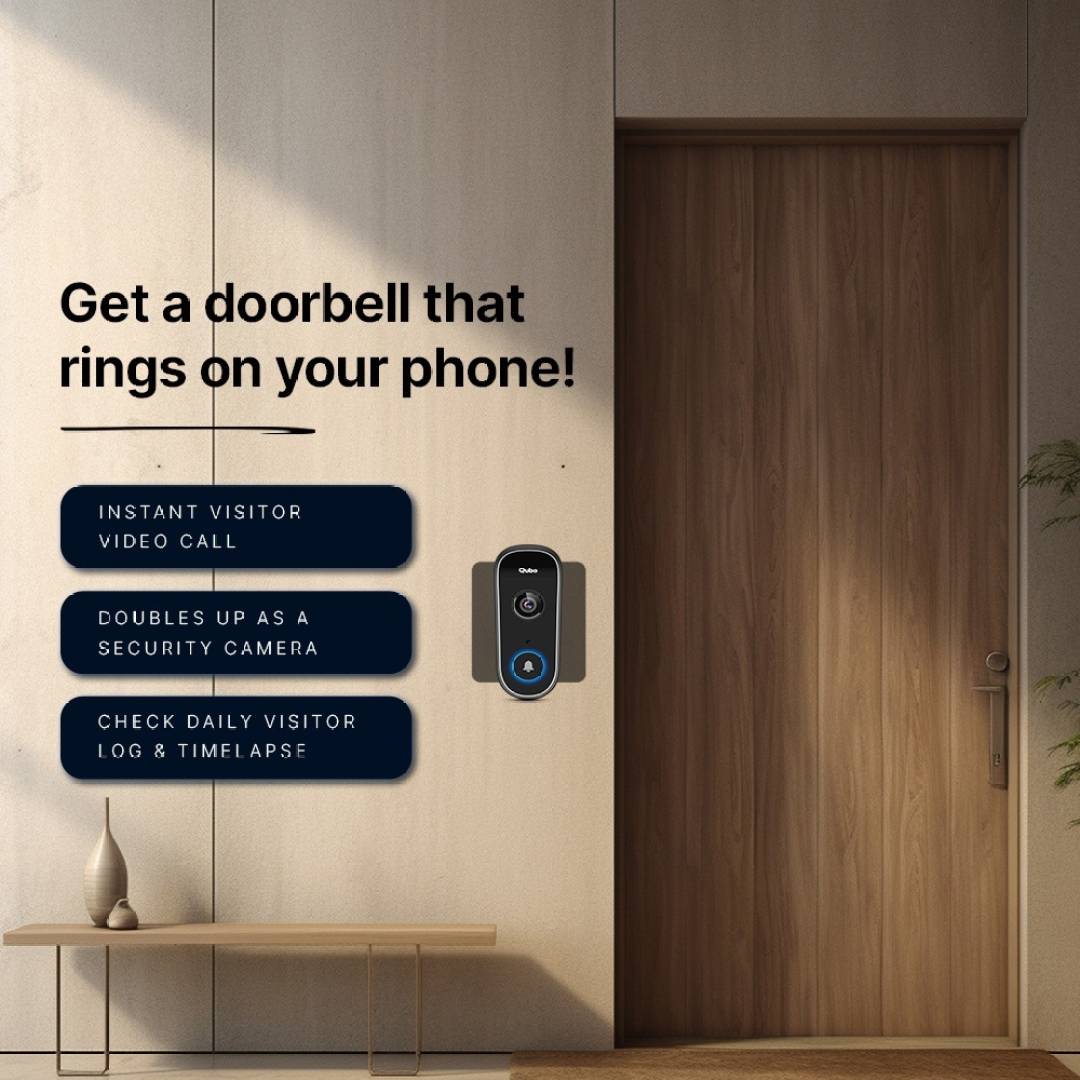 Get a doorbell that
rings on your phone!
INSTANT VISITOR
VIDEO CALL
DOUBLES UP AS A
SECURITY CAMERA
CHECK DAILY VISITOR
LOG & TIMELAPSE
Qubo